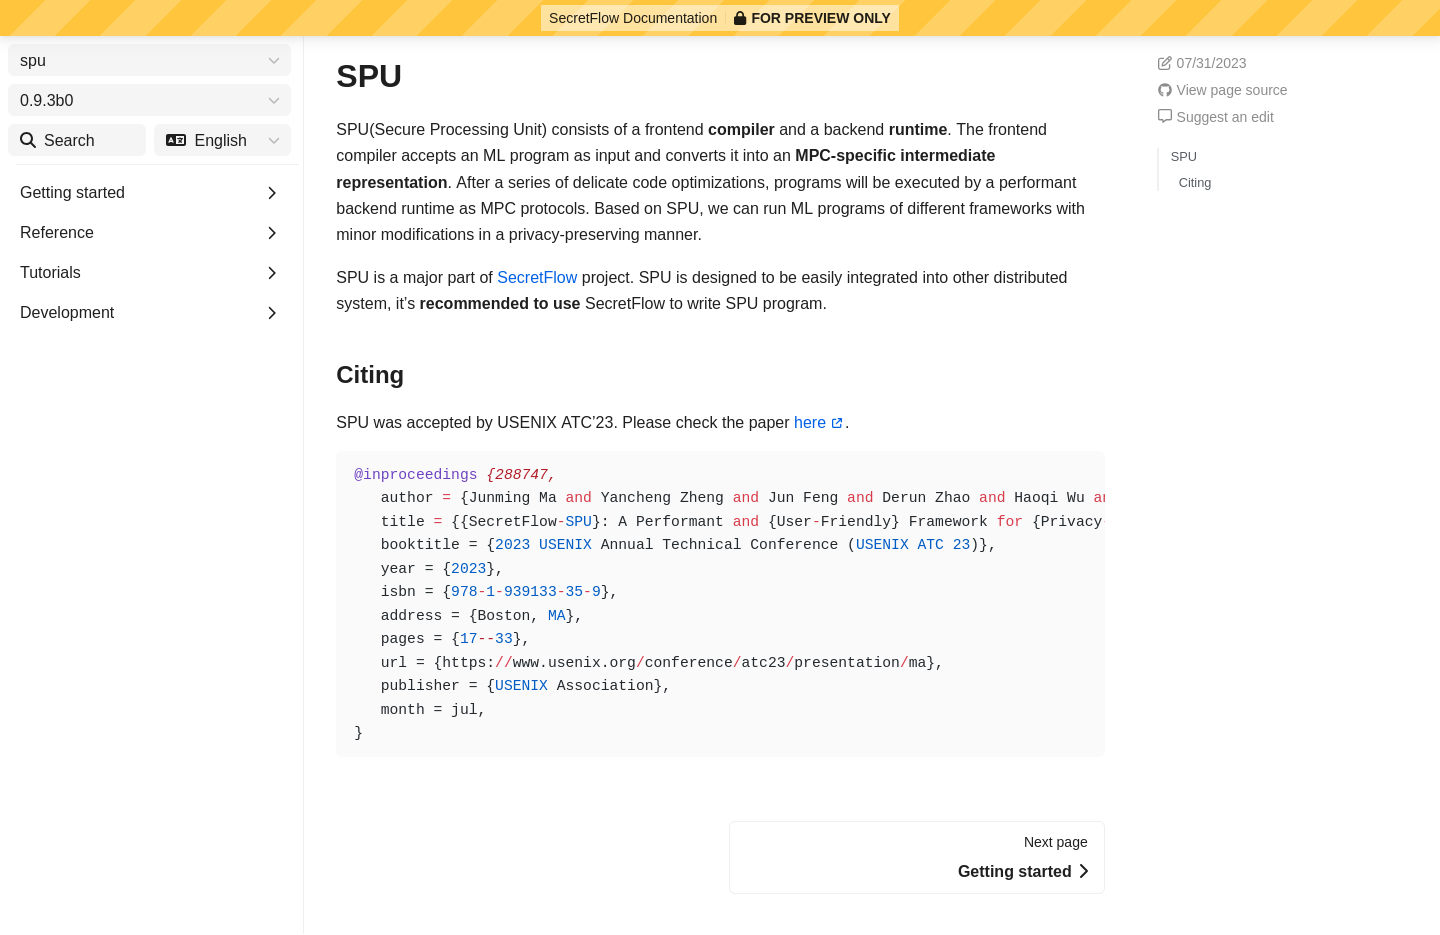 SecretFlow Documentation FOR PREVIEW ONLY
spu
0.9.3b0
Search English
Getting started
Reference
Tutorials
Development
SPU
SPU(Secure Processing Unit) consists of a frontend compiler and a backend runtime. The frontend
compiler accepts an ML program as input and converts it into an MPC-specific intermediate
representation. After a series of delicate code optimizations, programs will be executed by a performant
backend runtime as MPC protocols. Based on SPU, we can run ML programs of different frameworks with
minor modifications in a privacy-preserving manner.
SPU is a major part of SecretFlow project. SPU is designed to be easily integrated into other distributed
system, it’s recommended to use SecretFlow to write SPU program.
Citing
SPU was accepted by USENIX ATC’23. Please check the paper here .
@inproceedings {288747,
author = {Junming Ma and Yancheng Zheng and Jun Feng and Derun Zhao and Haoqi Wu
title = {{SecretFlow-SPU}: A Performant and {User-Friendly} Framework for {Privacy
booktitle = {2023 USENIX Annual Technical Conference (USENIX ATC 23)},
year = {2023},
isbn = {978-1-939133-35-9},
address = {Boston, MA},
pages = {17--33},
url = {https://www.usenix.org/conference/atc23/presentation/ma},
publisher = {USENIX Association},
month = jul,
}
Next page
Getting started
07/31/2023
View page source
Suggest an edit
SPU
Citing